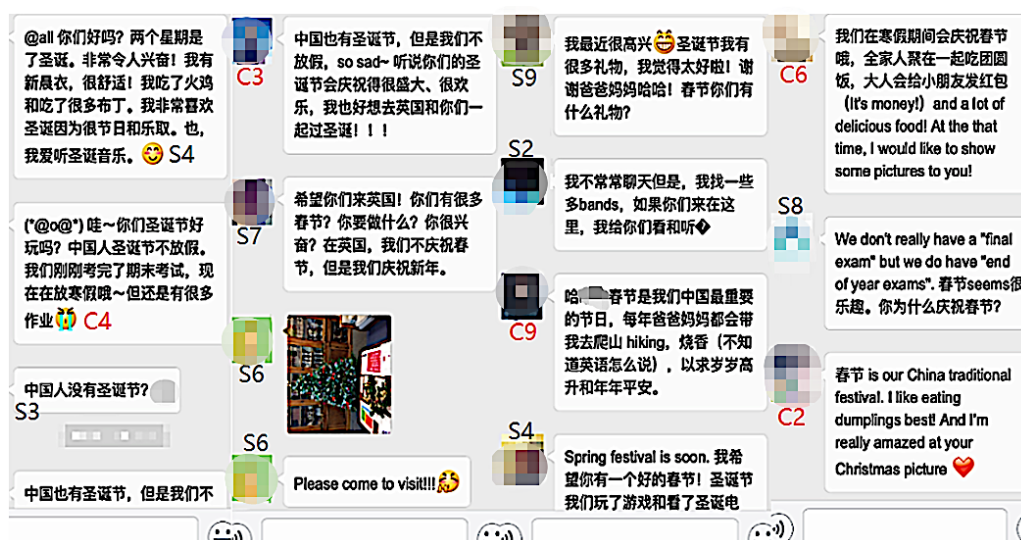 @all 你们好吗？两个星期是
了圣诞。非常令人兴奋！我有
新晨衣，很舒适！我吃了火鸡
和吃了很多布丁。我非常喜欢
圣诞因为很节日和乐取。也，
我爱听圣诞音乐。😊 S4
(*@o@*) 哇～你们圣诞节好
玩吗？中国人圣诞节不放假。
我们刚刚考完了期末考试，现
在在放寒假哦～但还是有很多
作业😭 C4
中国人没有圣诞节？
S3
中国也有圣诞节，但是我们不
C3
中国也有圣诞节，但是我们不
放假，so sad~ 听说你们的圣
诞节会庆祝得很盛大、很欢
乐，我也好想去英国和你们一
起过圣诞！！！
S7
希望你们来英国！你们有很多
春节？你要做什么？你很兴
奋？在英国，我们不庆祝春
节，但是我们庆祝新年。
S6
S6
Please come to visit!!!
S9
我最近很高兴😆圣诞节我有
很多礼物，我觉得太好啦！谢
谢爸爸妈妈哈哈！春节你们有
什么礼物？
S2
我不常常聊天但是，我找一些
多bands，如果你们来在这
里，我给你们看和听�
C9
哈 春节是我们中国最重要
的节日，每年爸爸妈妈都会带
我去爬山 hiking，烧香（不知
道英语怎么说），以求岁岁高
升和年年平安。
S4
Spring festival is soon. 我希
望你有一个好的春节！圣诞节
我们玩了游戏和看了圣诞电
C6
我们在寒假期间会庆祝春节
哦，全家人聚在一起吃团圆
饭，大人会给小朋友发红包
（It's money!）and a lot of
delicious food! At the that
time, I would like to show
some pictures to you!
S8
We don't really have a "final
exam" but we do have "end
of year exams". 春节seems很
乐趣。你为什么庆祝春节？
C2
春节 is our China traditional
festival. I like eating
dumplings best! And I'm
really amazed at your
Christmas picture ❤